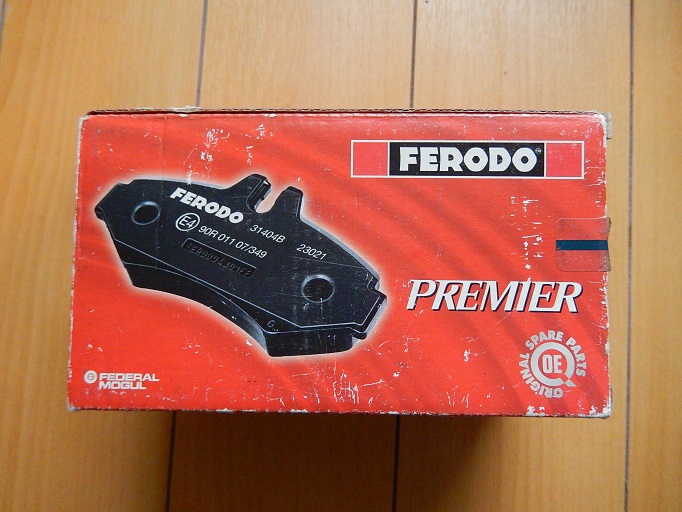 FERODO
FERODO
31404B
23021
E4
90R 011 07/349
PREMIER
ORIGINAL SPARE PARTS
OE
FEDERAL
MOGUL